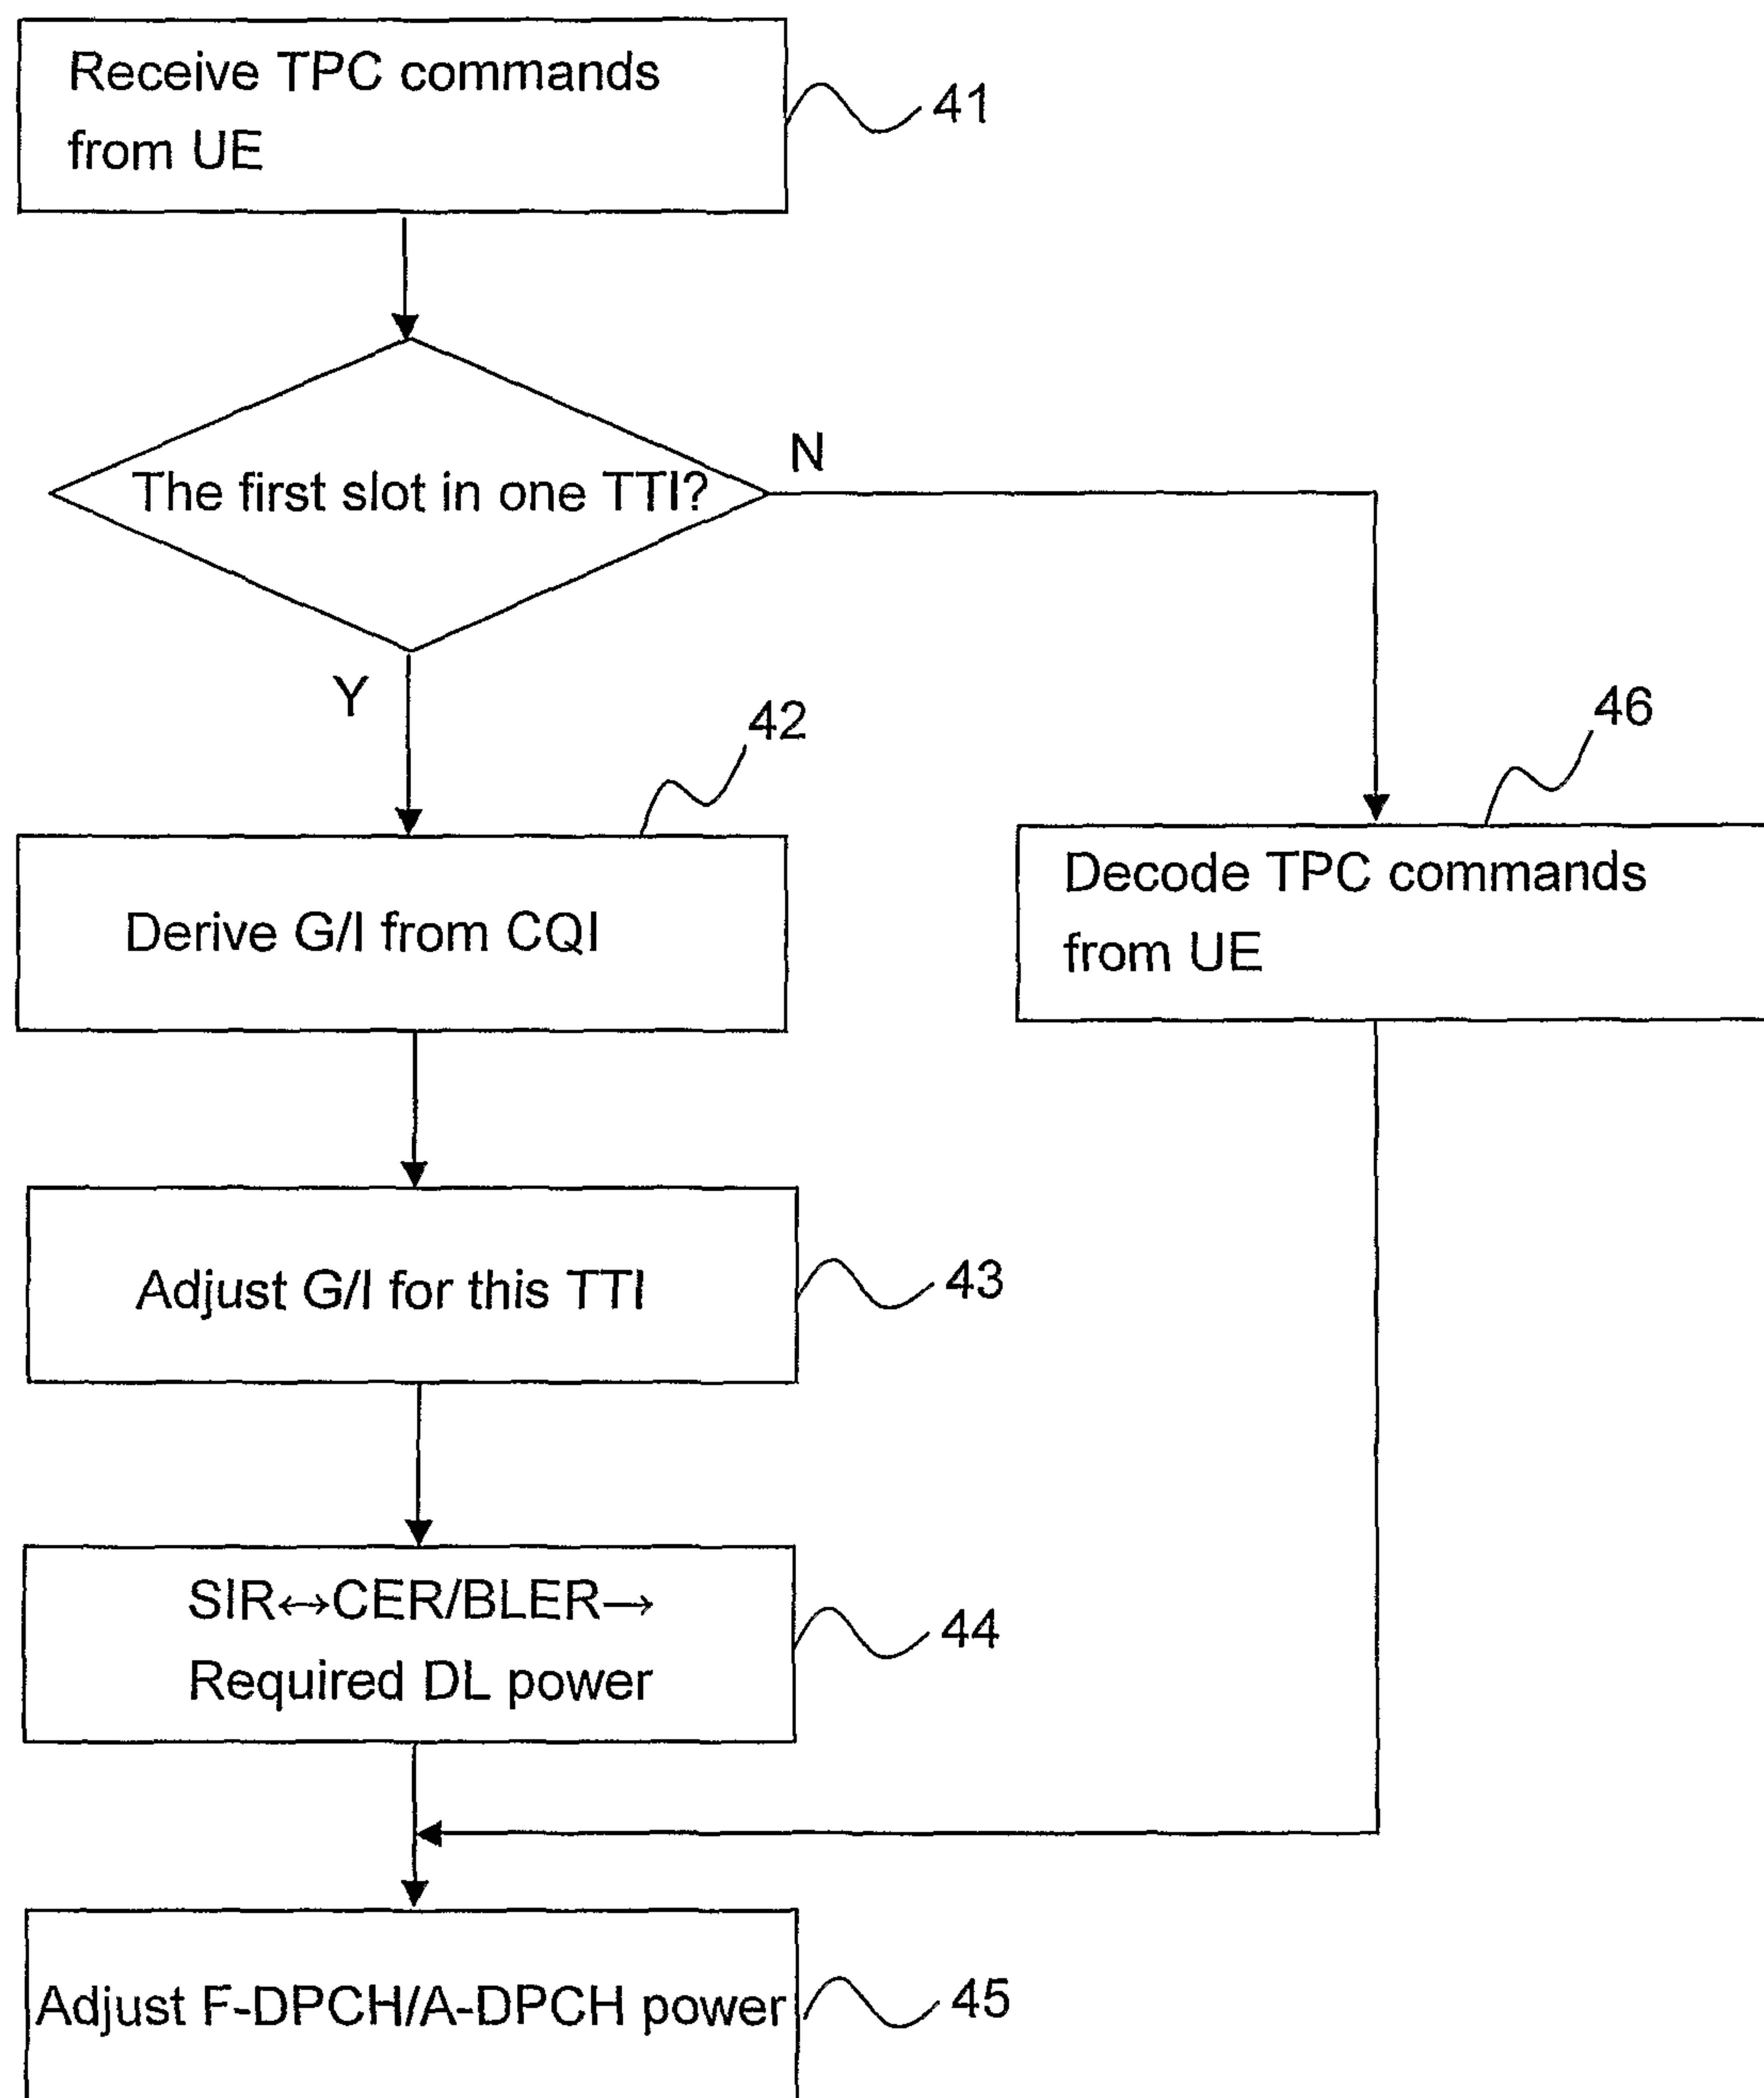 Receive TPC commands
from UE
41
The first slot in one TTI?
N
Y
42
46
Derive G/I from CQI
Decode TPC commands
from UE
Adjust G/I for this TTI
43
SIR↔CER/BLER→
Required DL power
44
Adjust F-DPCH/A-DPCH power
45